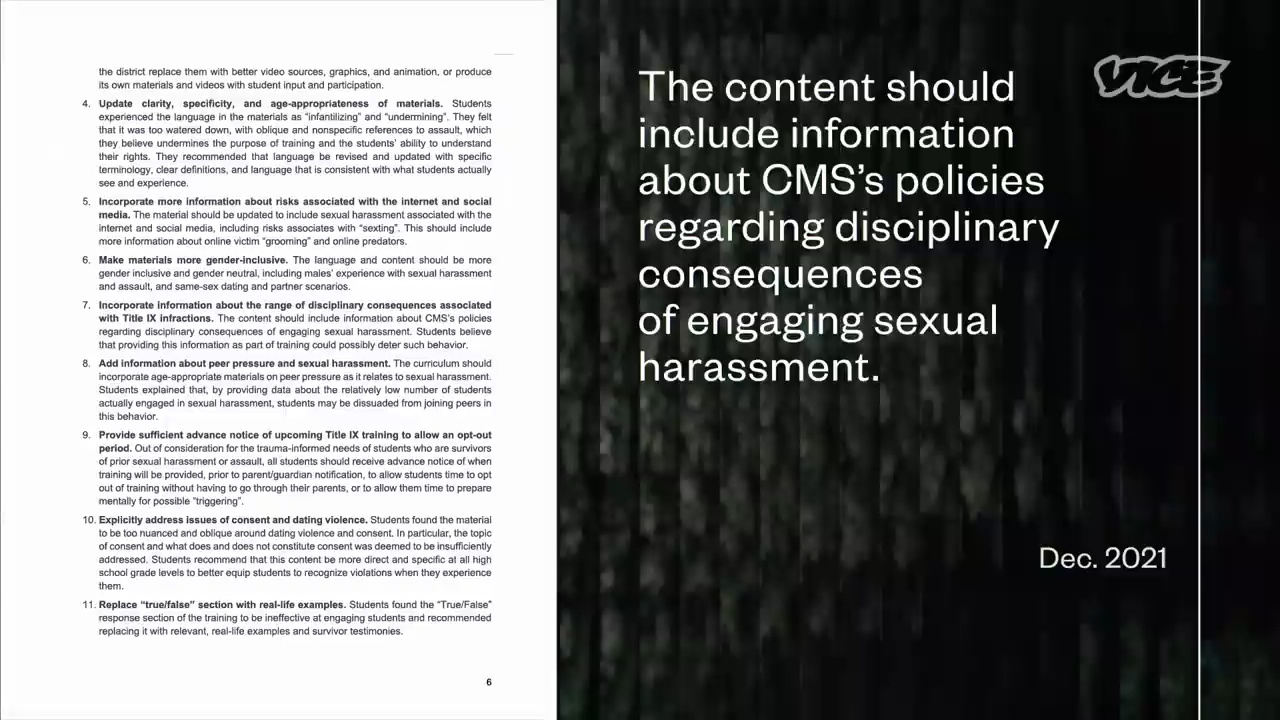 the district replace them with better video sources, graphics, and animation, or produce
its own materials and videos with student input and participation.
4. Update clarity, specificity, and age-appropriateness of materials. Students
experienced the language in the materials as “infantilizing” and “undermining”. They felt
that it was too watered down, with oblique and nonspecific references to assault, which
they believe undermines the purpose of training and the students’ ability to understand
their rights. They recommended that language be revised and updated with specific
terminology, clear definitions, and language that is consistent with what students actually
see and experience.
5. Incorporate more information about risks associated with the internet and social
media. The material should be updated to include sexual harassment associated with the
internet and social media, including risks associates with “sexting”. This should include
more information about online victim “grooming” and online predators.
6. Make materials more gender-inclusive. The language and content should be more
gender inclusive and gender neutral, including males’ experience with sexual harassment
and assault, and same-sex dating and partner scenarios.
7. Incorporate information about the range of disciplinary consequences associated
with Title IX infractions. The content should include information about CMS’s policies
regarding disciplinary consequences of engaging sexual harassment. Students believe
that providing this information as part of training could possibly deter such behavior.
8. Add information about peer pressure and sexual harassment. The curriculum should
incorporate age-appropriate materials on peer pressure as it relates to sexual harassment.
Students explained that, by providing data about the relatively low number of students
actually engaged in sexual harassment, students may be dissuaded from joining peers in
this behavior.
9. Provide sufficient advance notice of upcoming Title IX training to allow an opt-out
period. Out of consideration for the trauma-informed needs of students who are survivors
of prior sexual harassment or assault, all students should receive advance notice of when
training will be provided, prior to parent/guardian notification, to allow students time to opt
out of training without having to go through their parents, or to allow them time to prepare
mentally for possible “triggering”.
10. Explicitly address issues of consent and dating violence. Students found the material
to be too nuanced and oblique around dating violence and consent. In particular, the topic
of consent and what does and does not constitute consent was deemed to be insufficiently
addressed. Students recommend that this content be more direct and specific at all high
school grade levels to better equip students to recognize violations when they experience
them.
11. Replace “true/false” section with real-life examples. Students found the “True/False”
response section of the training to be ineffective at engaging students and recommended
replacing it with relevant, real-life examples and survivor testimonies.
6
The content should
include information
about CMS’s policies
regarding disciplinary
consequences
of engaging sexual
harassment.
VICE
Dec. 2021